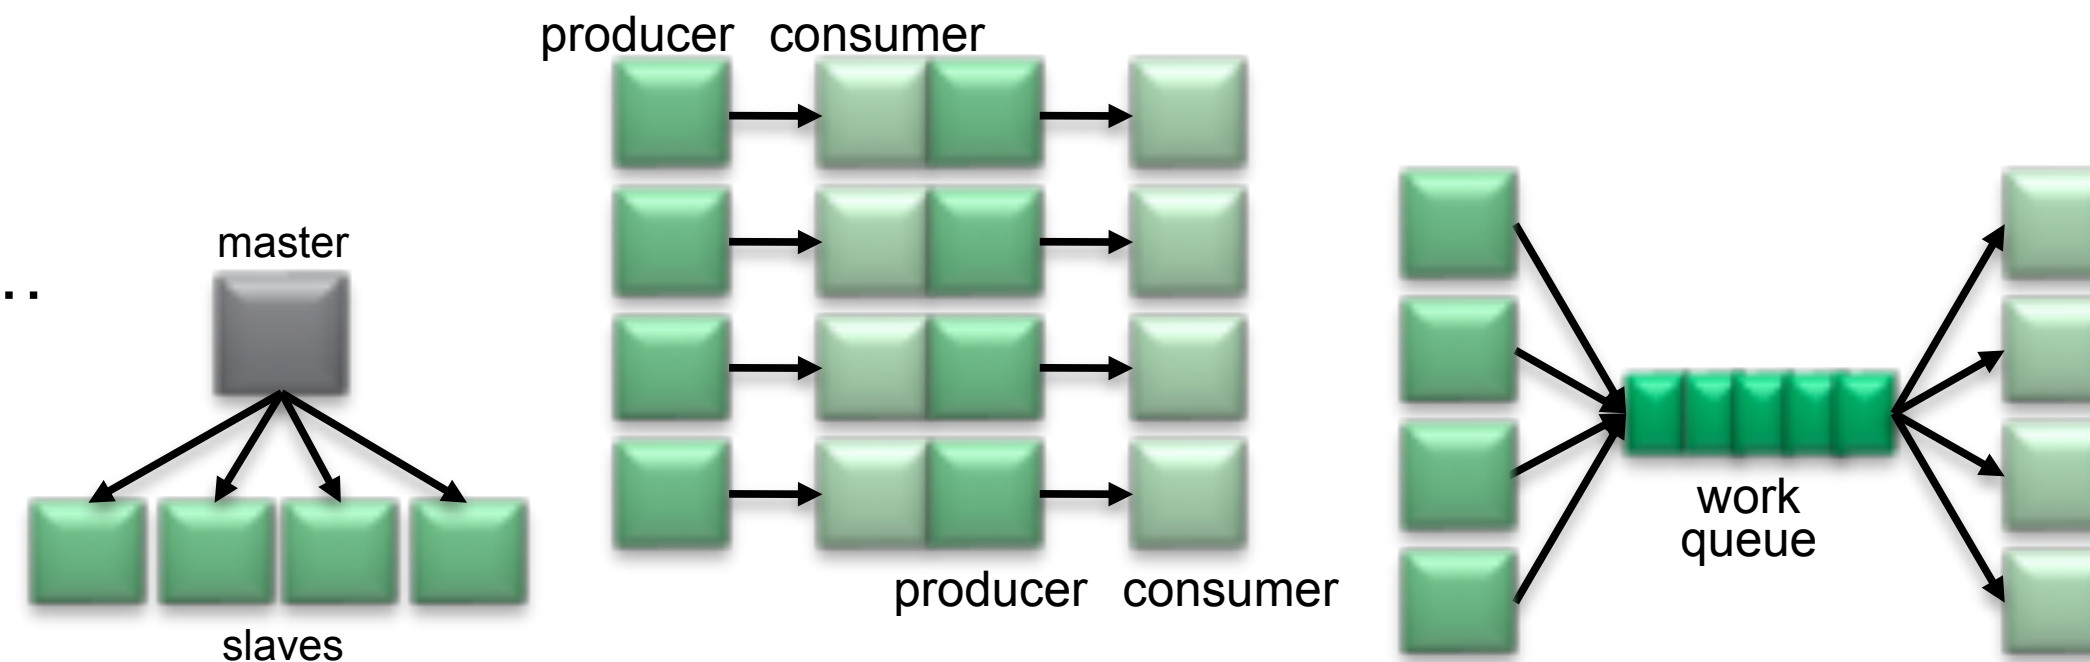 producer consumer
master
..
slaves
producer consumer
work
queue